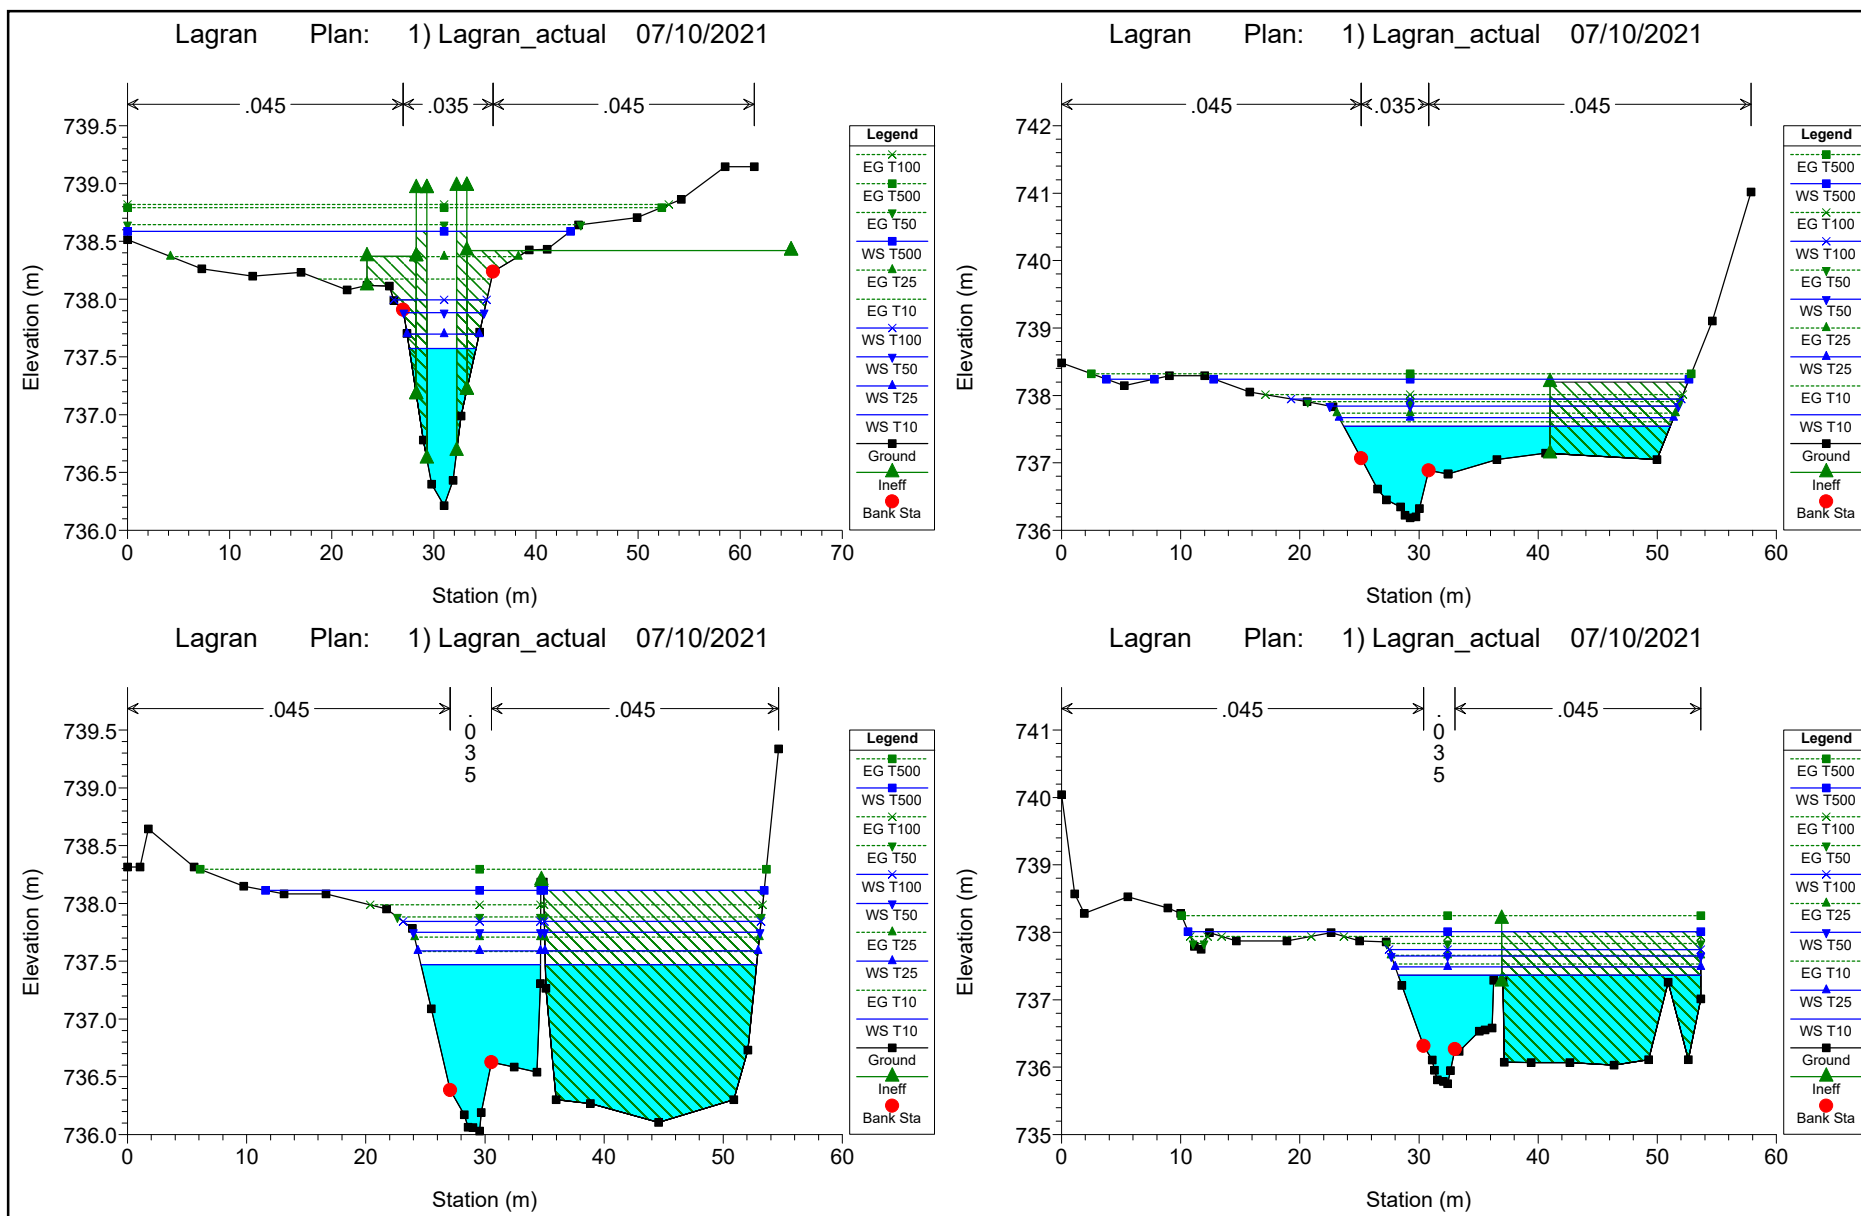 Lagran Plan: 1) Lagran_actual 07/10/2021
.045 .035 .045
739.5
739.0
738.5
738.0
737.5
737.0
736.5
736.0
Elevation (m)
0 10 20 30 40 50 60 70
Station (m)
Legend
EG T100
EG T500
EG T50
WS T500
EG T25
EG T10
WS T100
WS T50
WS T25
WS T10
Ground
Ineff
Bank Sta
Lagran Plan: 1) Lagran_actual 07/10/2021
.045 .035 .045
742
741
740
739
738
737
736
Elevation (m)
0 10 20 30 40 50 60
Station (m)
Legend
EG T500
WS T500
EG T100
WS T100
EG T50
WS T50
EG T25
WS T25
EG T10
WS T10
Ground
Ineff
Bank Sta
Lagran Plan: 1) Lagran_actual 07/10/2021
.045 .035 .045
739.5
739.0
738.5
738.0
737.5
737.0
736.5
736.0
Elevation (m)
0 10 20 30 40 50 60
Station (m)
Legend
EG T500
WS T500
EG T100
EG T50
WS T100
WS T50
EG T25
WS T25
EG T10
WS T10
Ground
Ineff
Bank Sta
Lagran Plan: 1) Lagran_actual 07/10/2021
.045 .035 .045
741
740
739
738
737
736
735
Elevation (m)
0 10 20 30 40 50 60
Station (m)
Legend
EG T500
WS T500
EG T100
EG T50
WS T100
EG T25
WS T50
EG T10
WS T25
WS T10
Ground
Ineff
Bank Sta